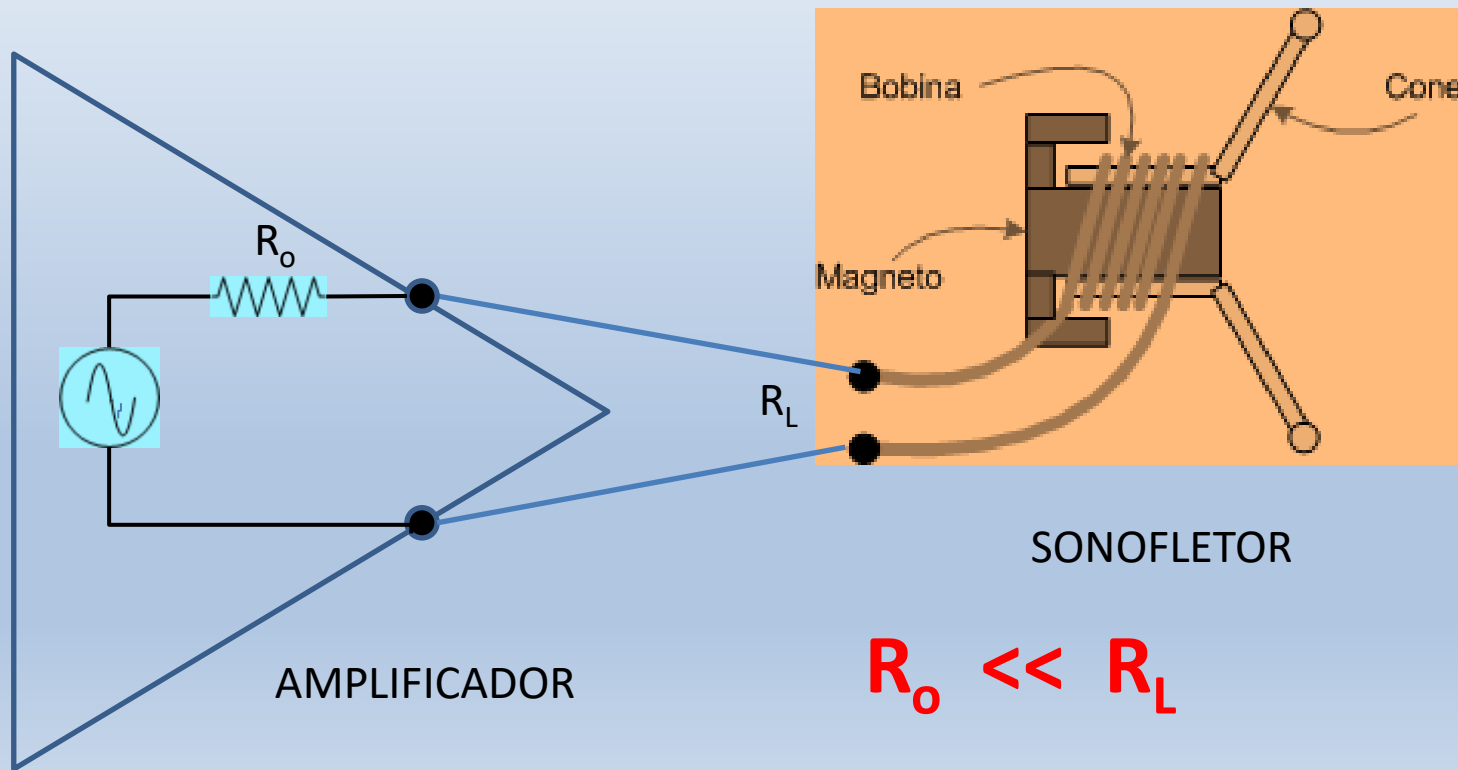 Bobina
Cone
Magneto
Ro
RL
SONOFLETOR
AMPLIFICADOR
Ro << RL